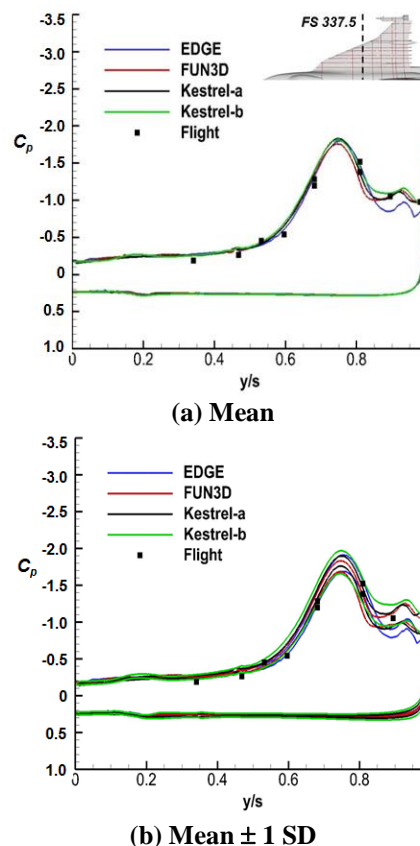 FS 337.5
-3.5
-3.0
-2.5
-2.0
-1.5
-1.0
-0.5
0
0.5
1.0
Cp
EDGE
FUN3D
Kestrel-a
Kestrel-b
Flight
0 0.2 0.4 0.6 0.8
y/s
(a) Mean
-3.5
-3.0
-2.5
-2.0
-1.5
-1.0
-0.5
0
0.5
1.0
Cp
EDGE
FUN3D
Kestrel-a
Kestrel-b
Flight
0 0.2 0.4 0.6 0.8
y/s
(b) Mean ± 1 SD